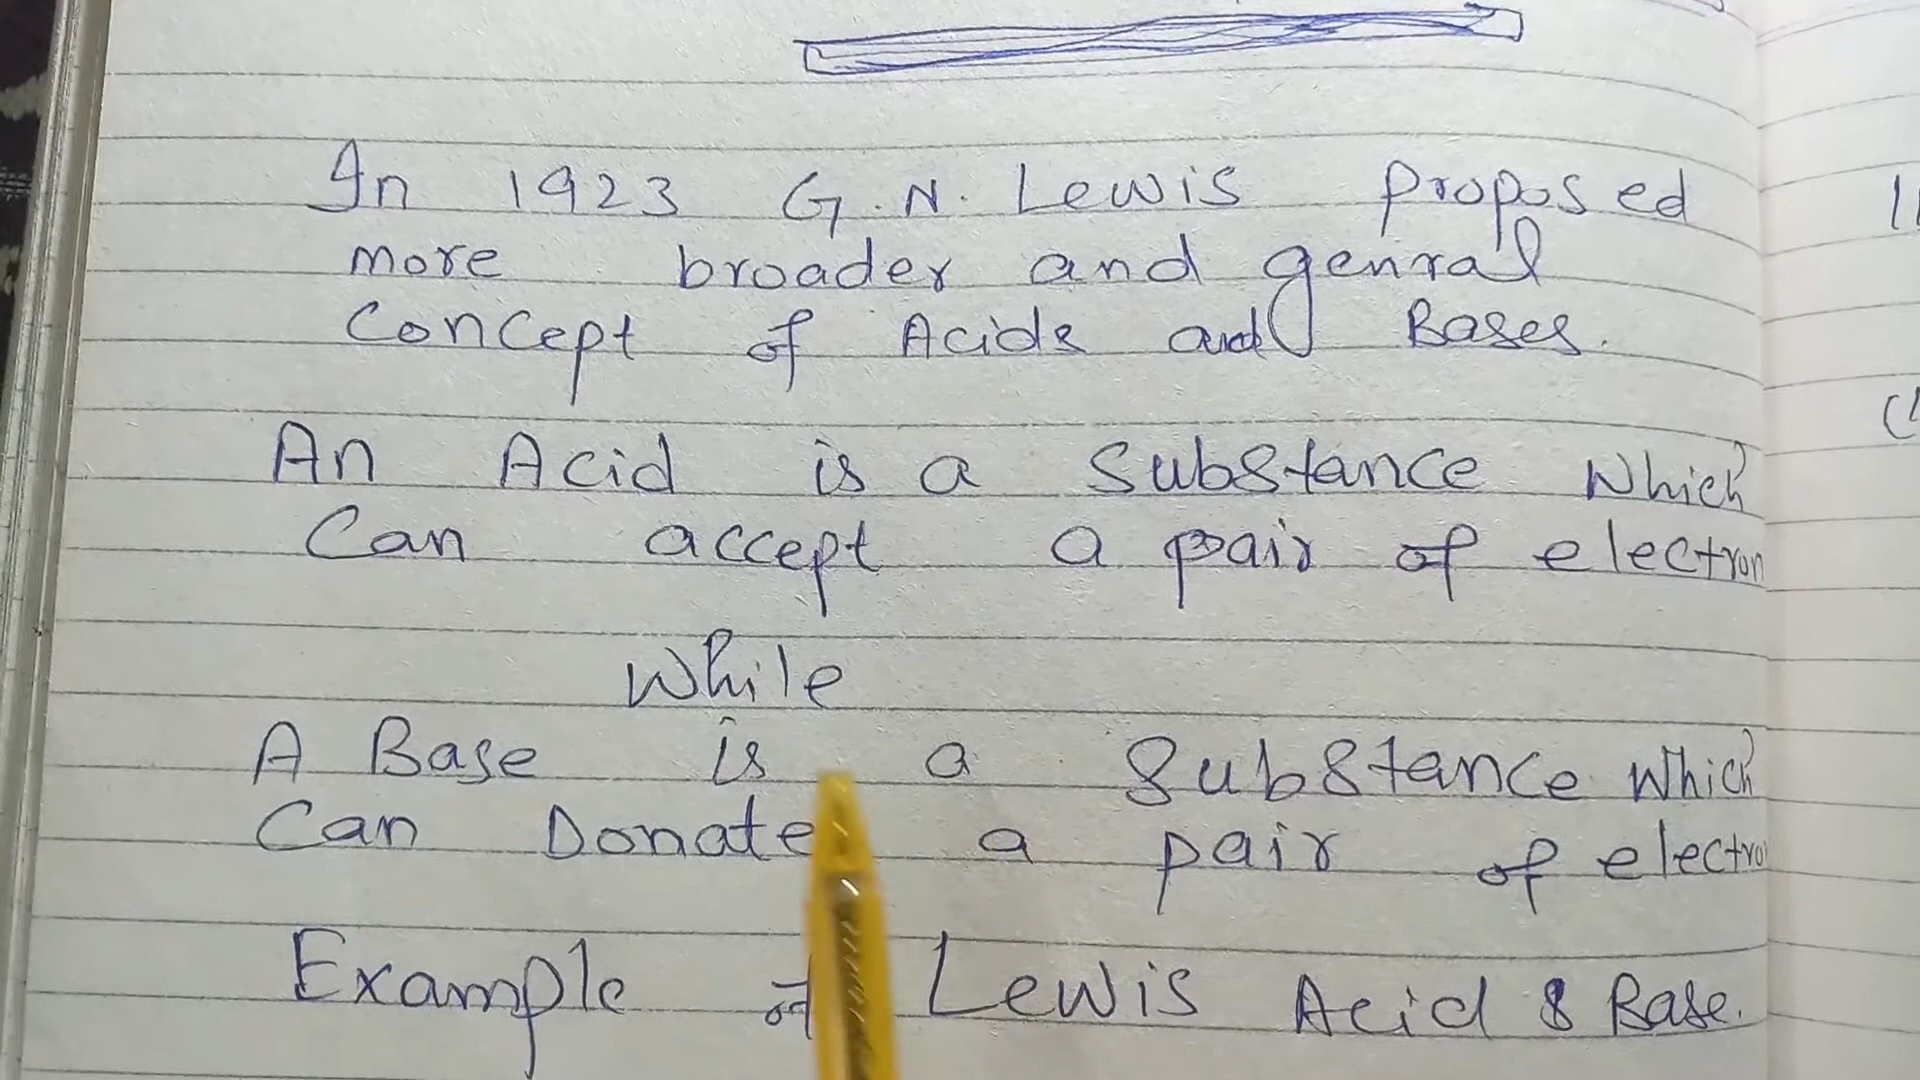 In 1923 G.N. Lewis proposed
more broader and genral
Concept of Acids and Bases.
An Acid is a Substance Which
Can accept a pair of electron
While
A Base is a Substance Which
Can Donate a pair of electro
Example of Lewis Acid & Base.